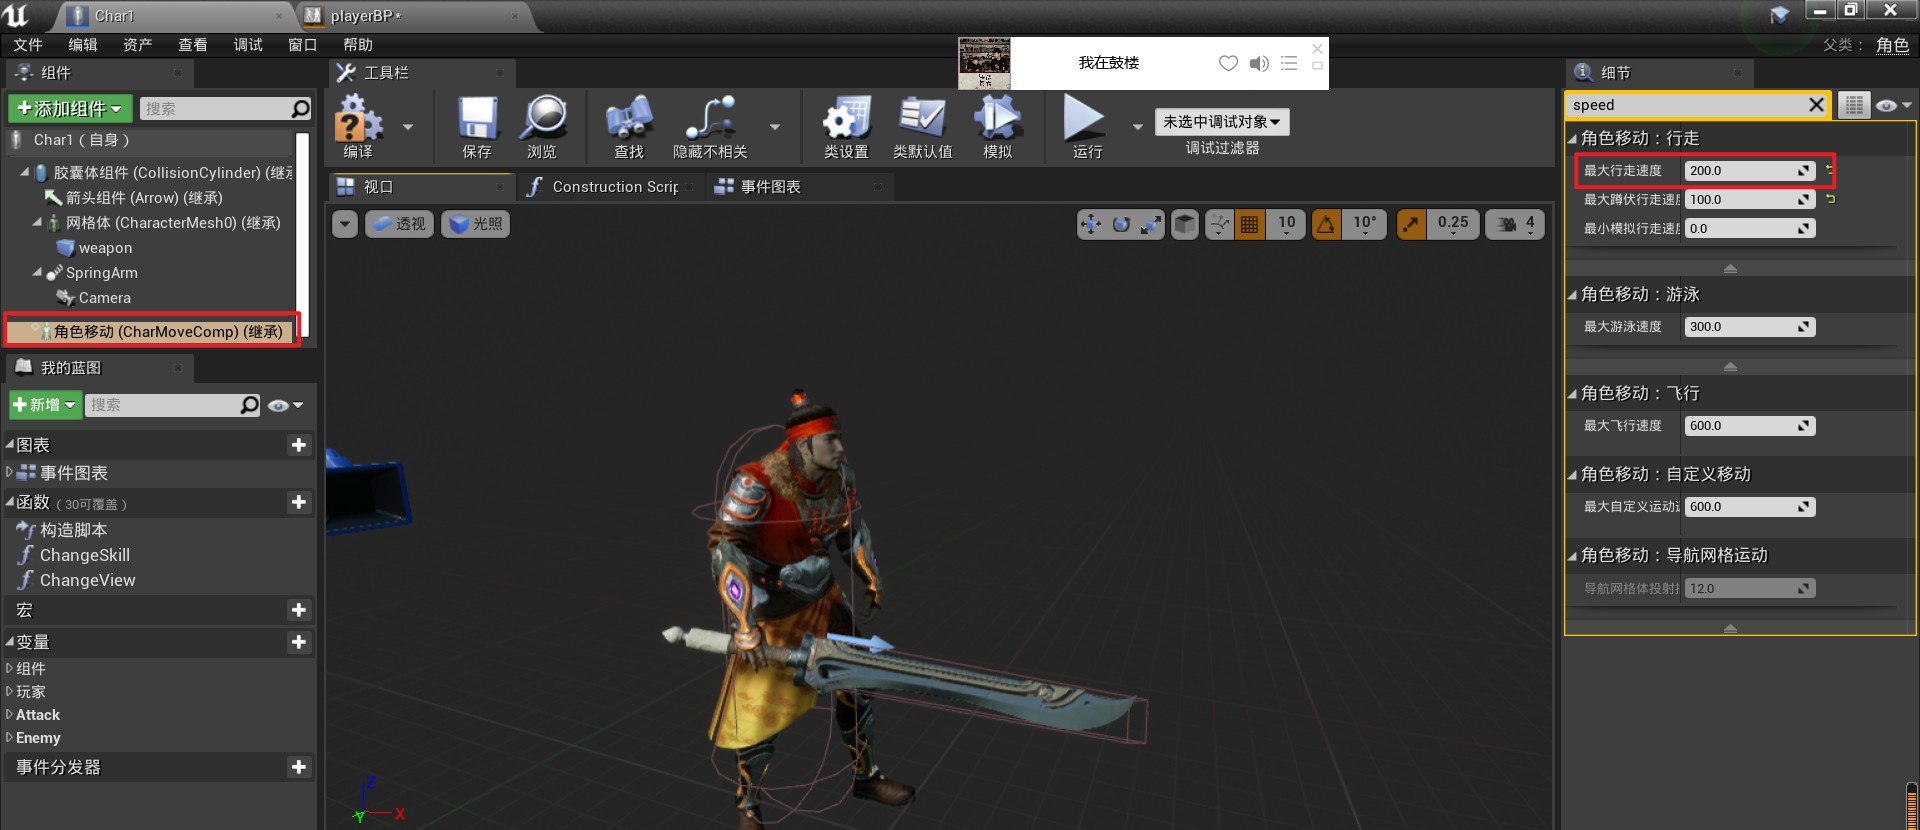 Char1
playerBP*
文件 编辑 资产 查看 调试 窗口 帮助
父类： 角色
我在鼓楼
组件
添加组件
搜索
Char1（自身）
胶囊体组件 (CollisionCylinder) (继
箭头组件 (Arrow) (继承)
网格体 (CharacterMesh0) (继承)
weapon
SpringArm
Camera
角色移动 (CharMoveComp) (继承)
我的蓝图
新增
搜索
图表
事件图表
函数（30可覆盖）
构造脚本
ChangeSkill
ChangeView
宏
变量
组件
玩家
Attack
Enemy
事件分发器
工具栏
编译
保存
浏览
查找
隐藏不相关
类设置
类默认值
模拟
运行
未选中调试对象
调试过滤器
视口
Construction Scrip
事件图表
透视
光照
10
10°
0.25
4
Z
Y
X
细节
speed
角色移动：行走
最大行走速度 200.0
最大蹲伏行走速 100.0
最小模拟行走速 0.0
角色移动：游泳
最大游泳速度 300.0
角色移动：飞行
最大飞行速度 600.0
角色移动：自定义移动
最大自定义运动 600.0
角色移动：导航网格运动
导航网格体投射 12.0